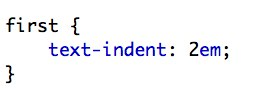 first {
    text-indent: 2em;
}